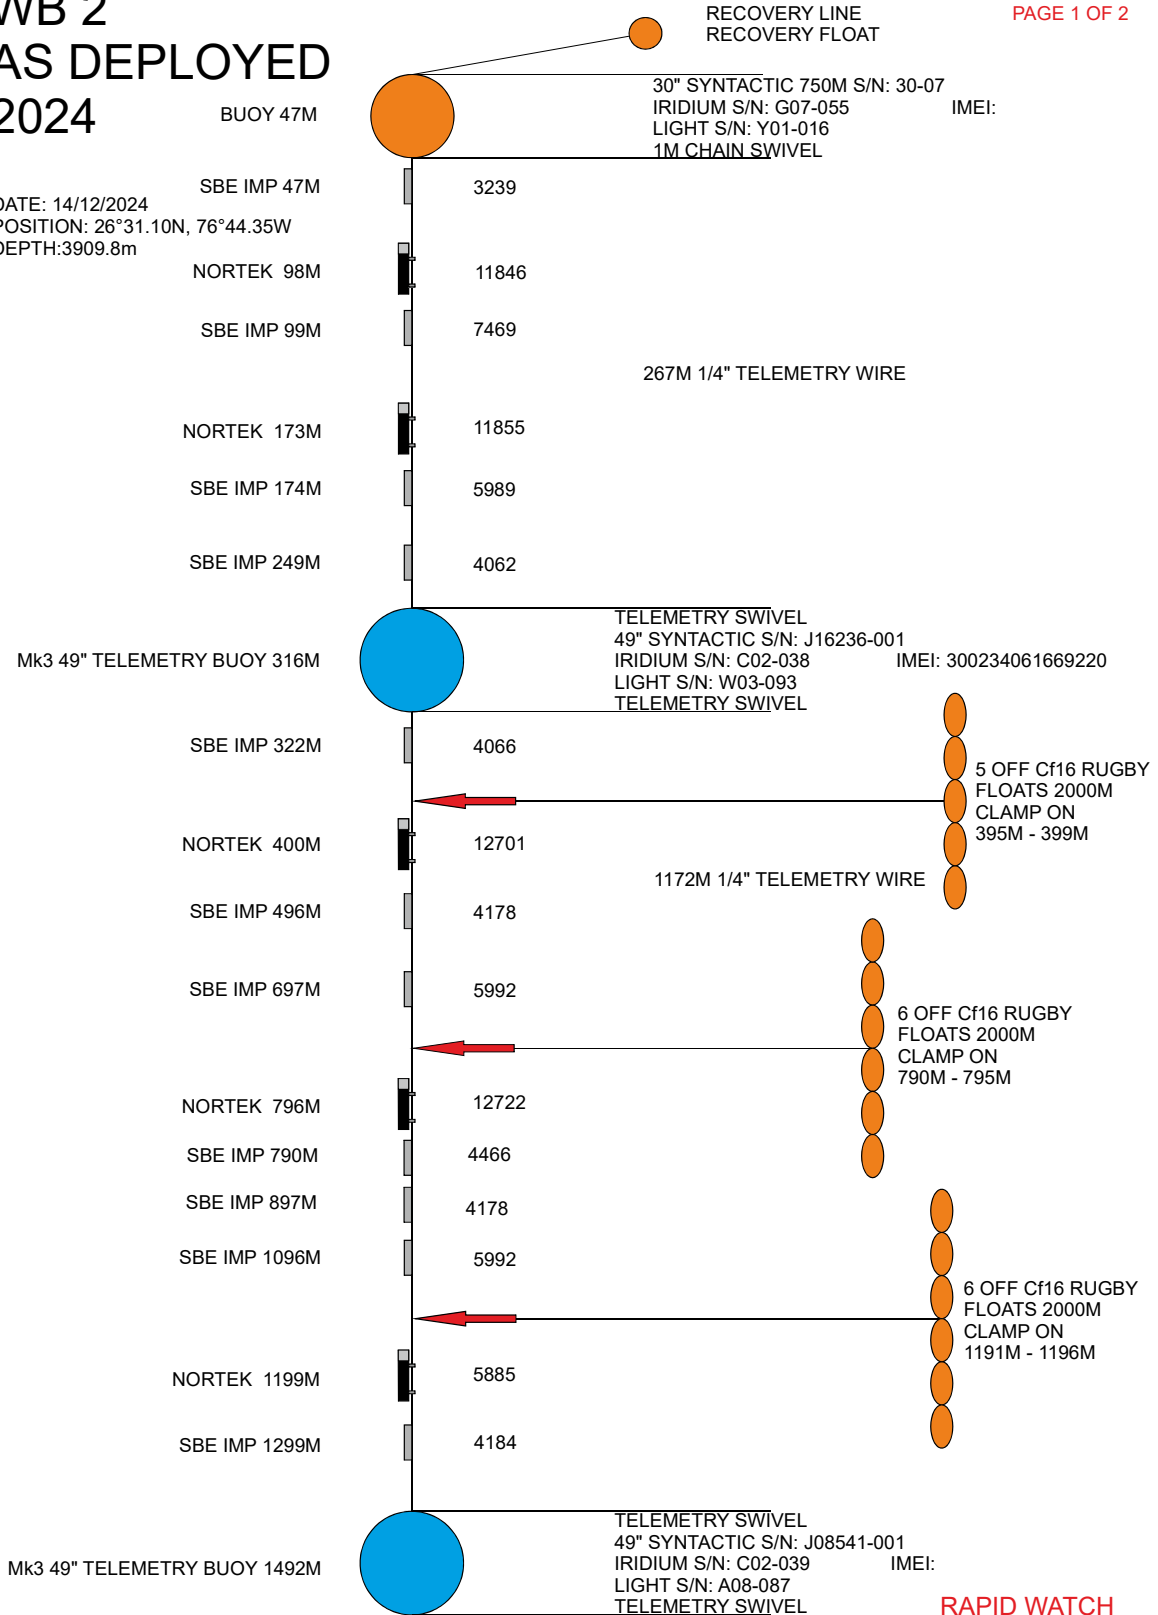 WB 2
AS DEPLOYED
2024
RECOVERY LINE
RECOVERY FLOAT
PAGE 1 OF 2
BUOY 47M
30" SYNTACTIC 750M S/N: 30-07
IRIDIUM S/N: G07-055 IMEI:
LIGHT S/N: Y01-016
1M CHAIN SWIVEL
SBE IMP 47M 3239
DATE: 14/12/2024
POSITION: 26°31.10N, 76°44.35W
DEPTH:3909.8m
NORTEK 98M 11846
SBE IMP 99M 7469
267M 1/4" TELEMETRY WIRE
NORTEK 173M 11855
SBE IMP 174M 5989
SBE IMP 249M 4062
Mk3 49" TELEMETRY BUOY 316M
TELEMETRY SWIVEL
49" SYNTACTIC S/N: J16236-001
IRIDIUM S/N: C02-038 IMEI: 300234061669220
LIGHT S/N: W03-093
TELEMETRY SWIVEL
SBE IMP 322M 4066
5 OFF Cf16 RUGBY
FLOATS 2000M
CLAMP ON
395M - 399M
NORTEK 400M 12701
1172M 1/4" TELEMETRY WIRE
SBE IMP 496M 4178
SBE IMP 697M 5992
6 OFF Cf16 RUGBY
FLOATS 2000M
CLAMP ON
790M - 795M
NORTEK 796M 12722
SBE IMP 790M 4466
SBE IMP 897M 4178
SBE IMP 1096M 5992
6 OFF Cf16 RUGBY
FLOATS 2000M
CLAMP ON
1191M - 1196M
NORTEK 1199M 5885
SBE IMP 1299M 4184
Mk3 49" TELEMETRY BUOY 1492M
TELEMETRY SWIVEL
49" SYNTACTIC S/N: J08541-001
IRIDIUM S/N: C02-039 IMEI:
LIGHT S/N: A08-087
TELEMETRY SWIVEL
RAPID WATCH